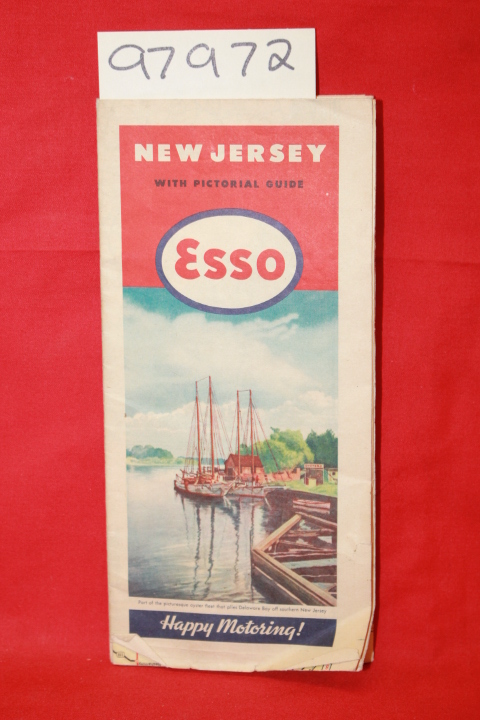 97972
NEW JERSEY
WITH PICTORIAL GUIDE
Esso
Part of the picturesque oyster fleet that plies Delaware Bay off southern New Jersey
Happy Motoring!